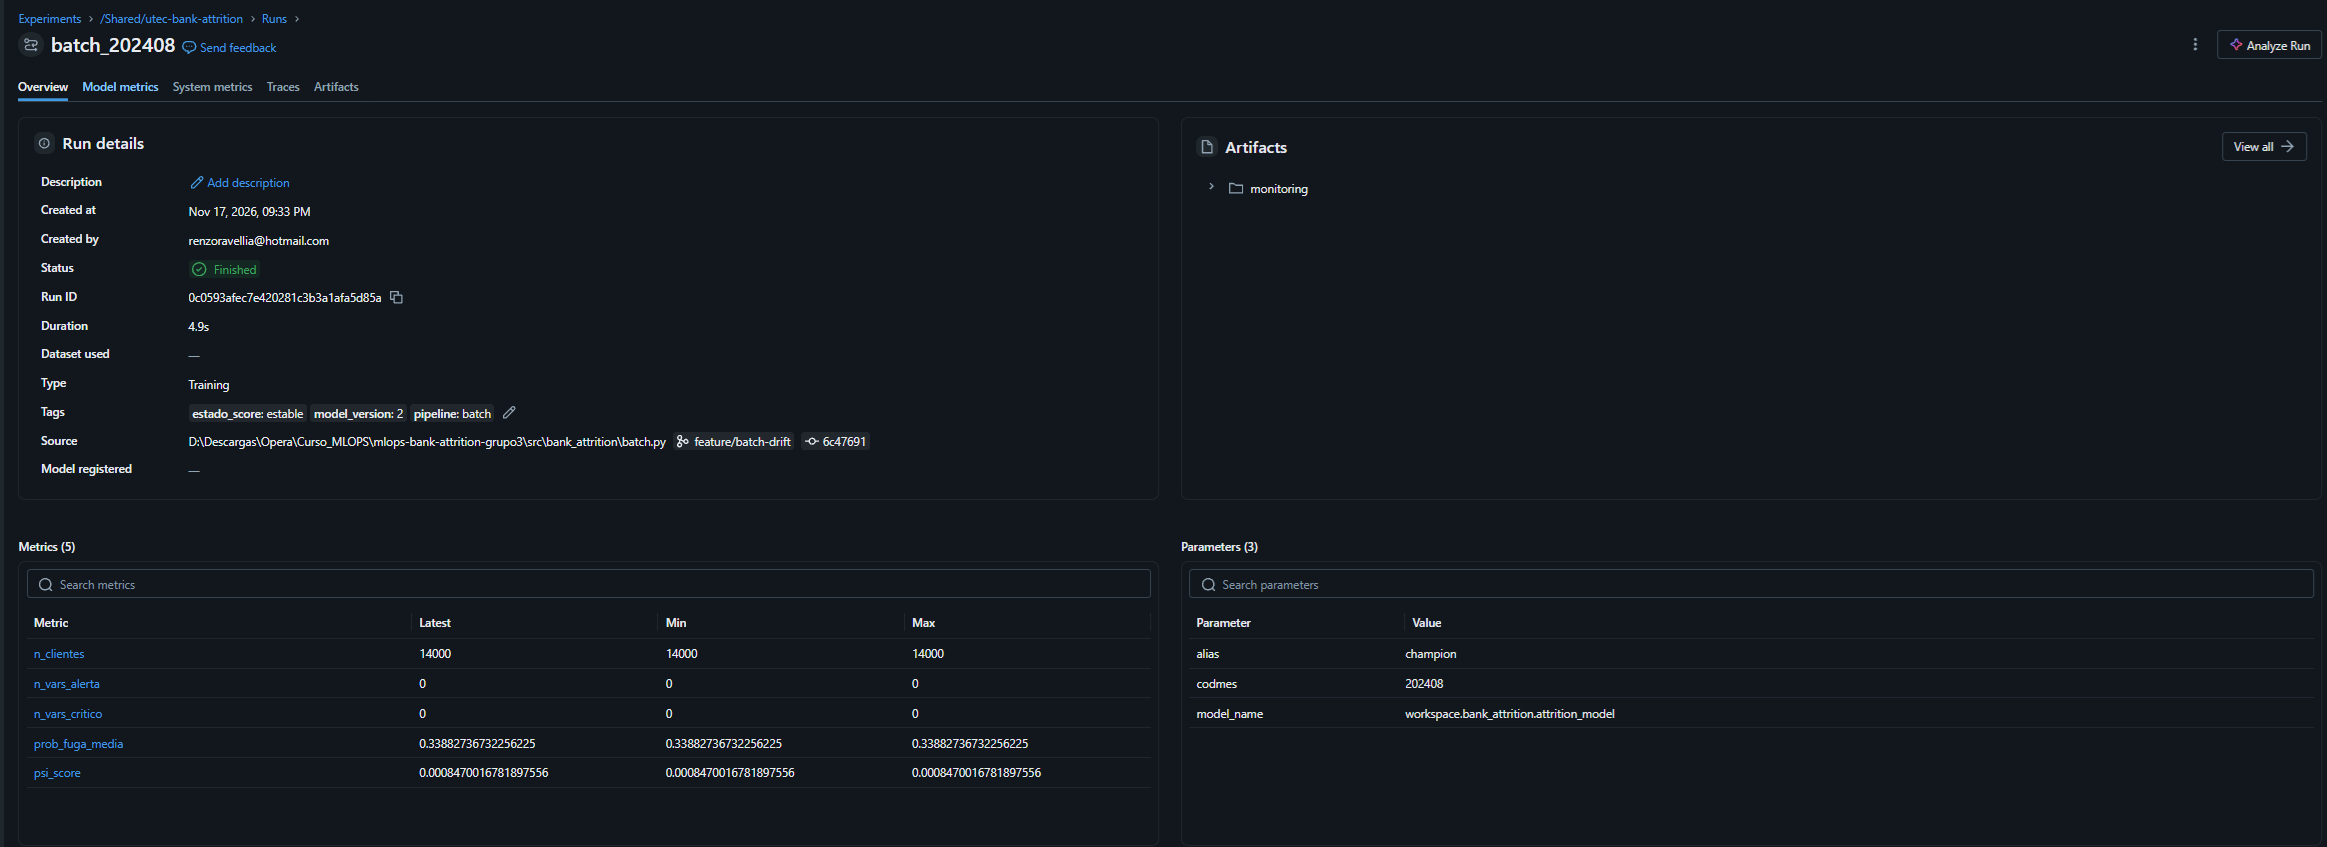 Experiments > /Shared/utec-bank-attrition > Runs >
batch_202408 Send feedback
Analyze Run
Overview Model metrics System metrics Traces Artifacts
Run details
Description Add description
Created at Nov 17, 2026, 09:33 PM
Created by renzoravellia@hotmail.com
Status Finished
Run ID 0c0593afec7e420281c3b3a1afa5d85a
Duration 4.9s
Dataset used —
Type Training
Tags estado_score: estable model_version: 2 pipeline: batch
Source D:\Descargas\Opera\Curso_MLOPS\mlops-bank-attrition-grupo3\src\bank_attrition\batch.py feature/batch-drift 6c47691
Model registered —
Artifacts
View all
monitoring
Metrics (5)
Search metrics
Metric Latest Min Max
n_clientes 14000 14000 14000
n_vars_alerta 0 0 0
n_vars_critico 0 0 0
prob_fuga_media 0.33882736732256225 0.33882736732256225 0.33882736732256225
psi_score 0.0008470016781897556 0.0008470016781897556 0.0008470016781897556
Parameters (3)
Search parameters
Parameter Value
alias champion
codmes 202408
model_name workspace.bank_attrition.attrition_model